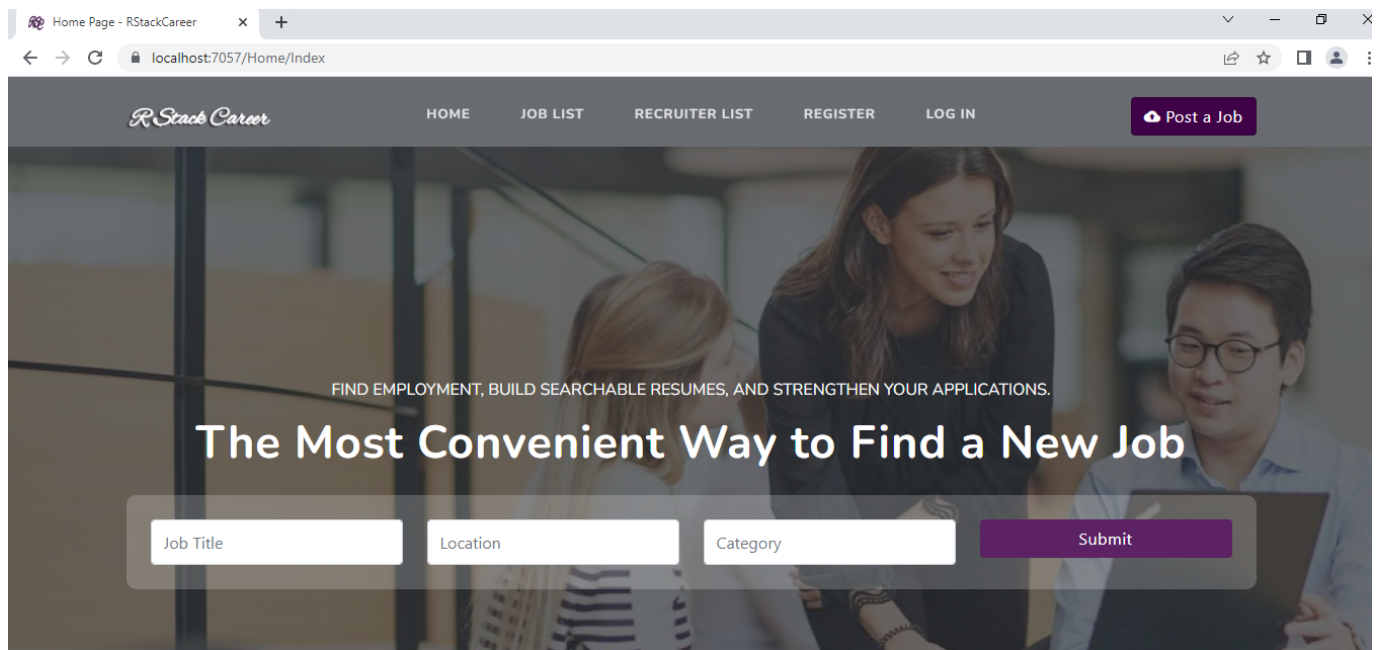 Home Page - RStackCareer
localhost:7057/Home/Index
R Stack Career HOME JOB LIST RECRUITER LIST REGISTER LOG IN Post a Job
FIND EMPLOYMENT, BUILD SEARCHABLE RESUMES, AND STRENGTHEN YOUR APPLICATIONS.
The Most Convenient Way to Find a New Job
Job Title Location Category Submit